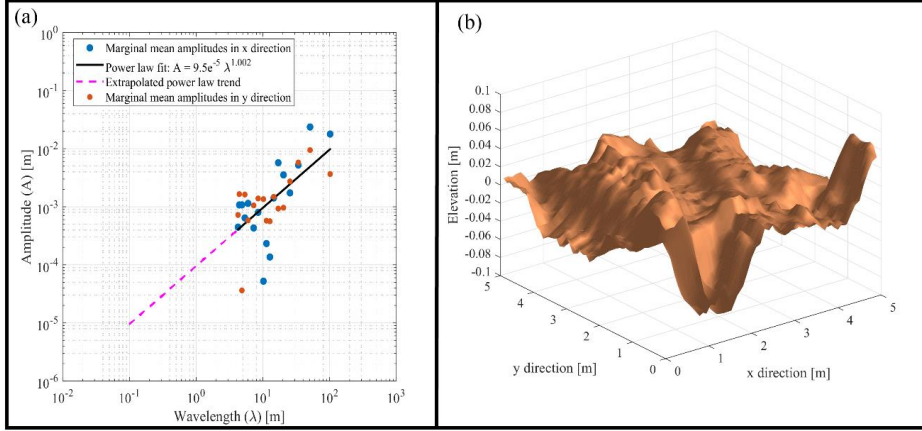 (a)
10^0
10^-1
10^-2
10^-3
10^-4
10^-5
10^-6
Amplitude (A) [m]
Marginal mean amplitudes in x direction
Power law fit: A = 9.5e^-5 λ^1.002
Extrapolated power law trend
Marginal mean amplitudes in y direction
10^-2 10^-1 10^0 10^1 10^2 10^3
Wavelength (λ) [m]
(b)
0.1
0.08
0.06
0.04
0.02
0
-0.02
-0.04
-0.06
-0.08
-0.1
Elevation [m]
5 4 3 2 1 0
y direction [m]
0 1 2 3 4 5
x direction [m]